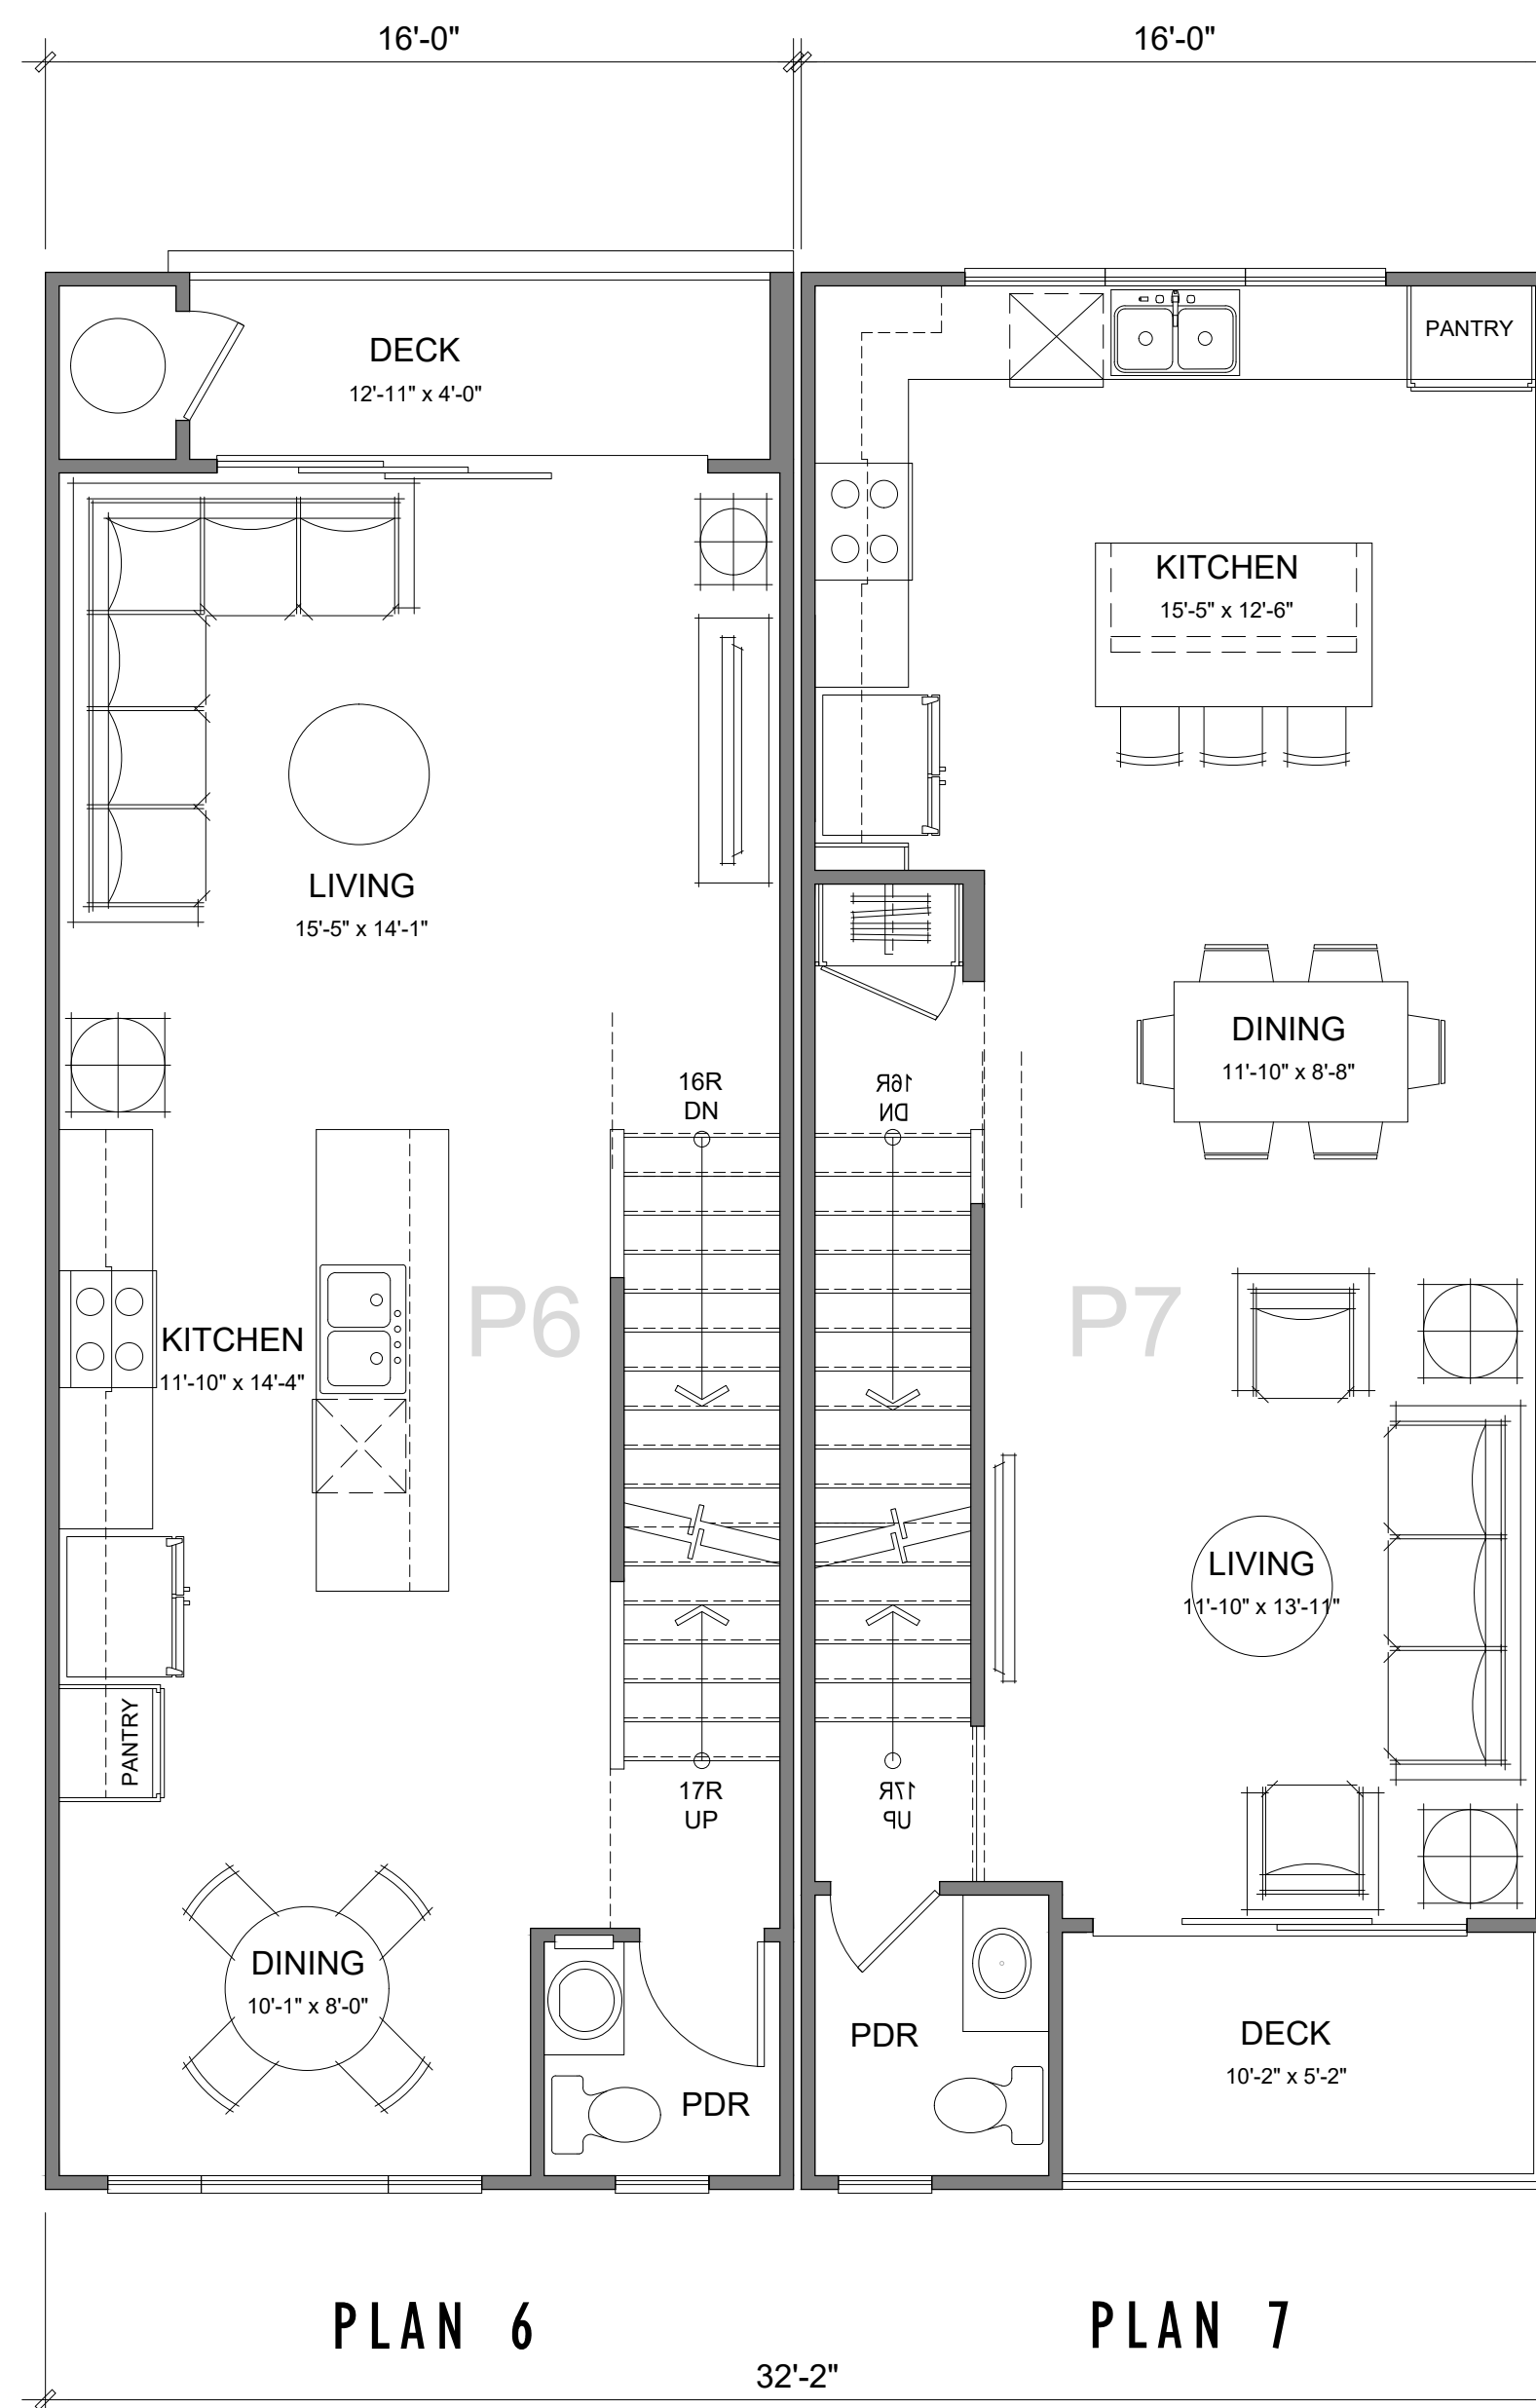 16'-0"
16'-0"
DECK
12'-11" x 4'-0"
PANTRY
KITCHEN
15'-5" x 12'-6"
LIVING
15'-5" x 14'-1"
DINING
11'-10" x 8'-8"
16R
DN
16R
DN
P6
P7
KITCHEN
11'-10" x 14'-4"
LIVING
11'-10" x 13'-11"
PANTRY
17R
UP
17R
UP
DINING
10'-1" x 8'-0"
PDR
PDR
DECK
10'-2" x 5'-2"
PLAN 6
PLAN 7
32'-2"